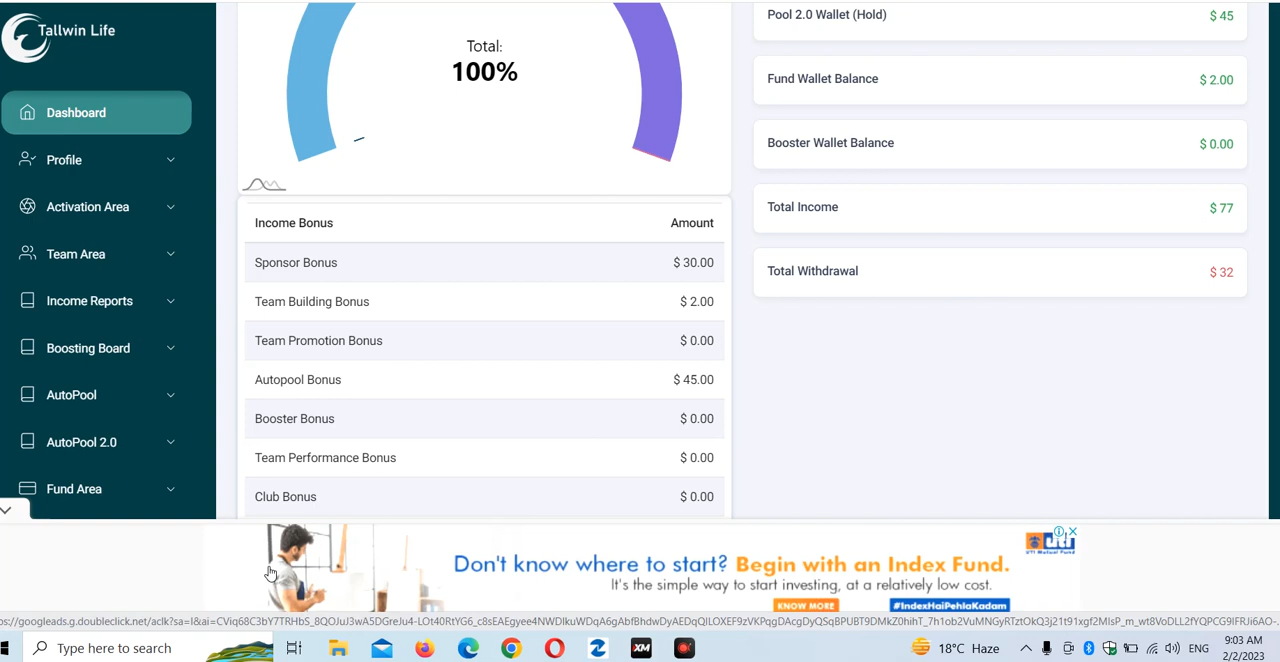 Tallwin Life
Dashboard
Profile
Activation Area
Team Area
Income Reports
Boosting Board
AutoPool
AutoPool 2.0
Fund Area
Total:
100%
Income Bonus Amount
Sponsor Bonus $ 30.00
Team Building Bonus $ 2.00
Team Promotion Bonus $ 0.00
Autopool Bonus $ 45.00
Booster Bonus $ 0.00
Team Performance Bonus $ 0.00
Club Bonus $ 0.00
Pool 2.0 Wallet (Hold) $ 45
Fund Wallet Balance $ 2.00
Booster Wallet Balance $ 0.00
Total Income $ 77
Total Withdrawal $ 32
Don't know where to start? Begin with an Index Fund.
It's the simple way to start investing, at a relatively low cost.
KNOW MORE #IndexHaiPehlaKadam
uti
UTI Mutual Fund
Type here to search
XM
18°C Haze
ENG
9:03 AM
2/2/2023